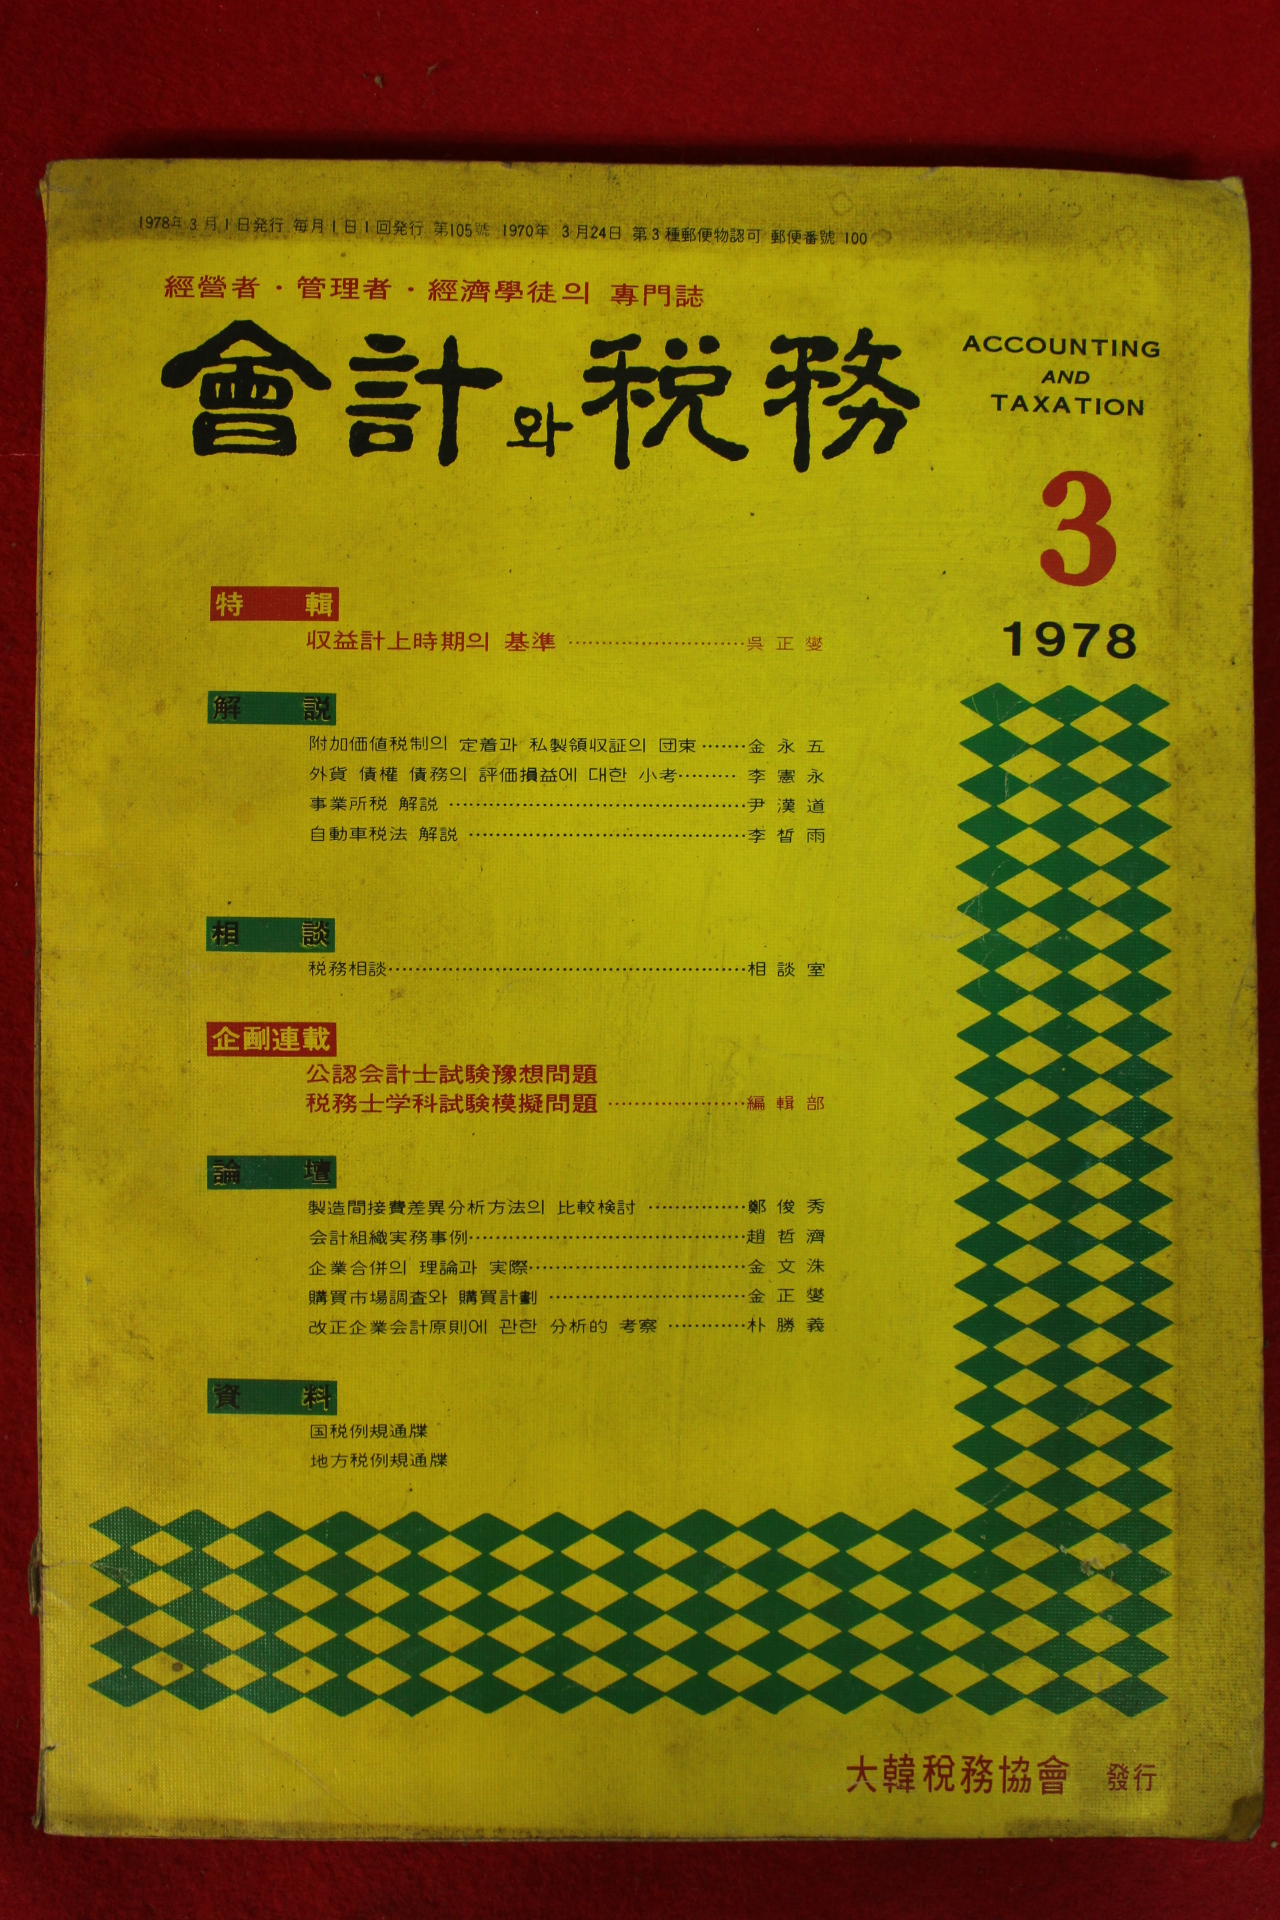 1978年 3月1日発行 毎月1日1回発行 第105號 1970年 3月24日 第3種郵便物認可 郵便番號 100
經營者·管理者·經濟學徒의 專門誌
會計와 税務
ACCOUNTING
AND
TAXATION
3
1978
特輯
収益計上時期의 基準 ……………………… 吳正燮
解説
附加価値税制의 定着과 私製領収証의 団束 ……金永五
外貨 債權 債務의 評価損益에 대한 小考……… 李憲永
事業所税 解説 ………………………………………尹漢道
自動車税法 解説 ……………………………………李晳雨
相談
税務相談………………………………………………相談室
企劃連載
公認会計士試験豫想問題
税務士学科試験模擬問題 …………………編輯部
論壇
製造間接費差異分析方法의 比較検討 ……………鄭俊秀
会計組織実務事例……………………………………趙哲濟
企業合併의 理論과 実際……………………………金文洙
購買市場調査와 購買計劃 …………………………金正燮
改正企業会計原則에 관한 分析的 考察 …………朴勝義
資料
国税例規通牒
地方税例規通牒
大韓税務協會 發行